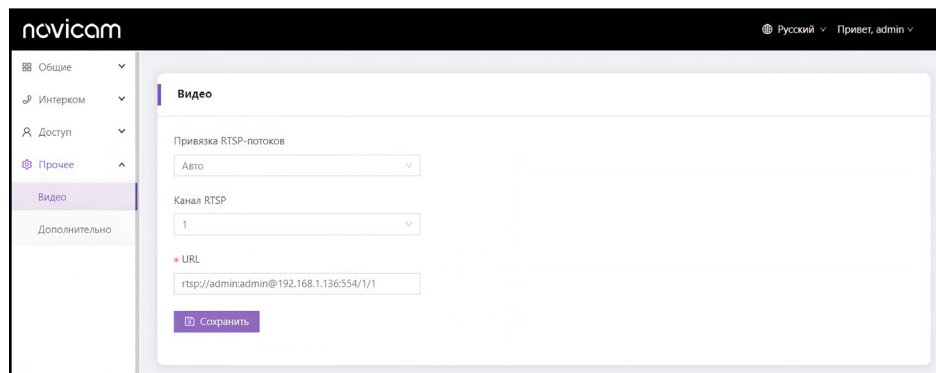 novicam
Русский Привет, admin
Общие
Интерком
Доступ
Прочее
Видео
Дополнительно
Видео
Привязка RTSP-потоков
Авто
Канал RTSP
1
* URL
rtsp://admin:admin@192.168.1.136:554/1/1
Сохранить